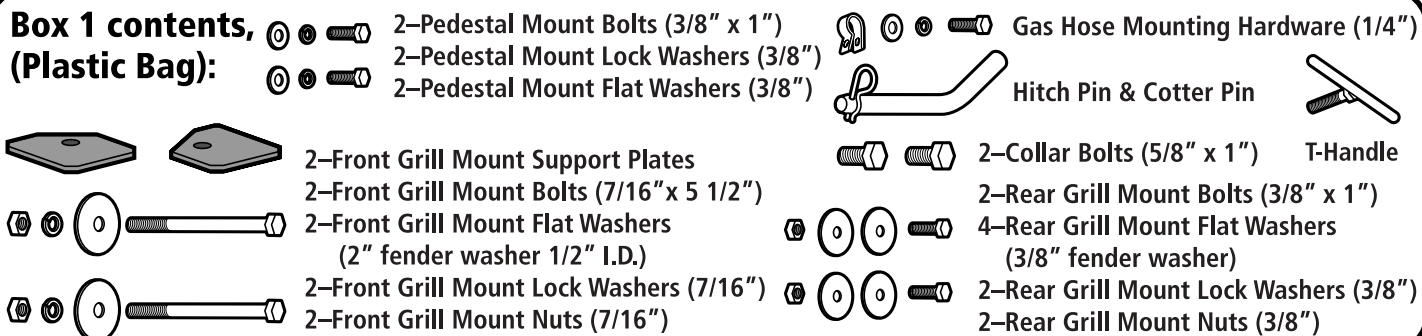 Box 1 contents,
(Plastic Bag):
2–Pedestal Mount Bolts (3/8" x 1")
2–Pedestal Mount Lock Washers (3/8")
2–Pedestal Mount Flat Washers (3/8")
2–Front Grill Mount Support Plates
2–Front Grill Mount Bolts (7/16"x 5 1/2")
2–Front Grill Mount Flat Washers
(2" fender washer 1/2" I.D.)
2–Front Grill Mount Lock Washers (7/16")
2–Front Grill Mount Nuts (7/16")
Gas Hose Mounting Hardware (1/4")
Hitch Pin & Cotter Pin
T-Handle
2–Collar Bolts (5/8" x 1")
2–Rear Grill Mount Bolts (3/8" x 1")
4–Rear Grill Mount Flat Washers
(3/8" fender washer)
2–Rear Grill Mount Lock Washers (3/8")
2–Rear Grill Mount Nuts (3/8")